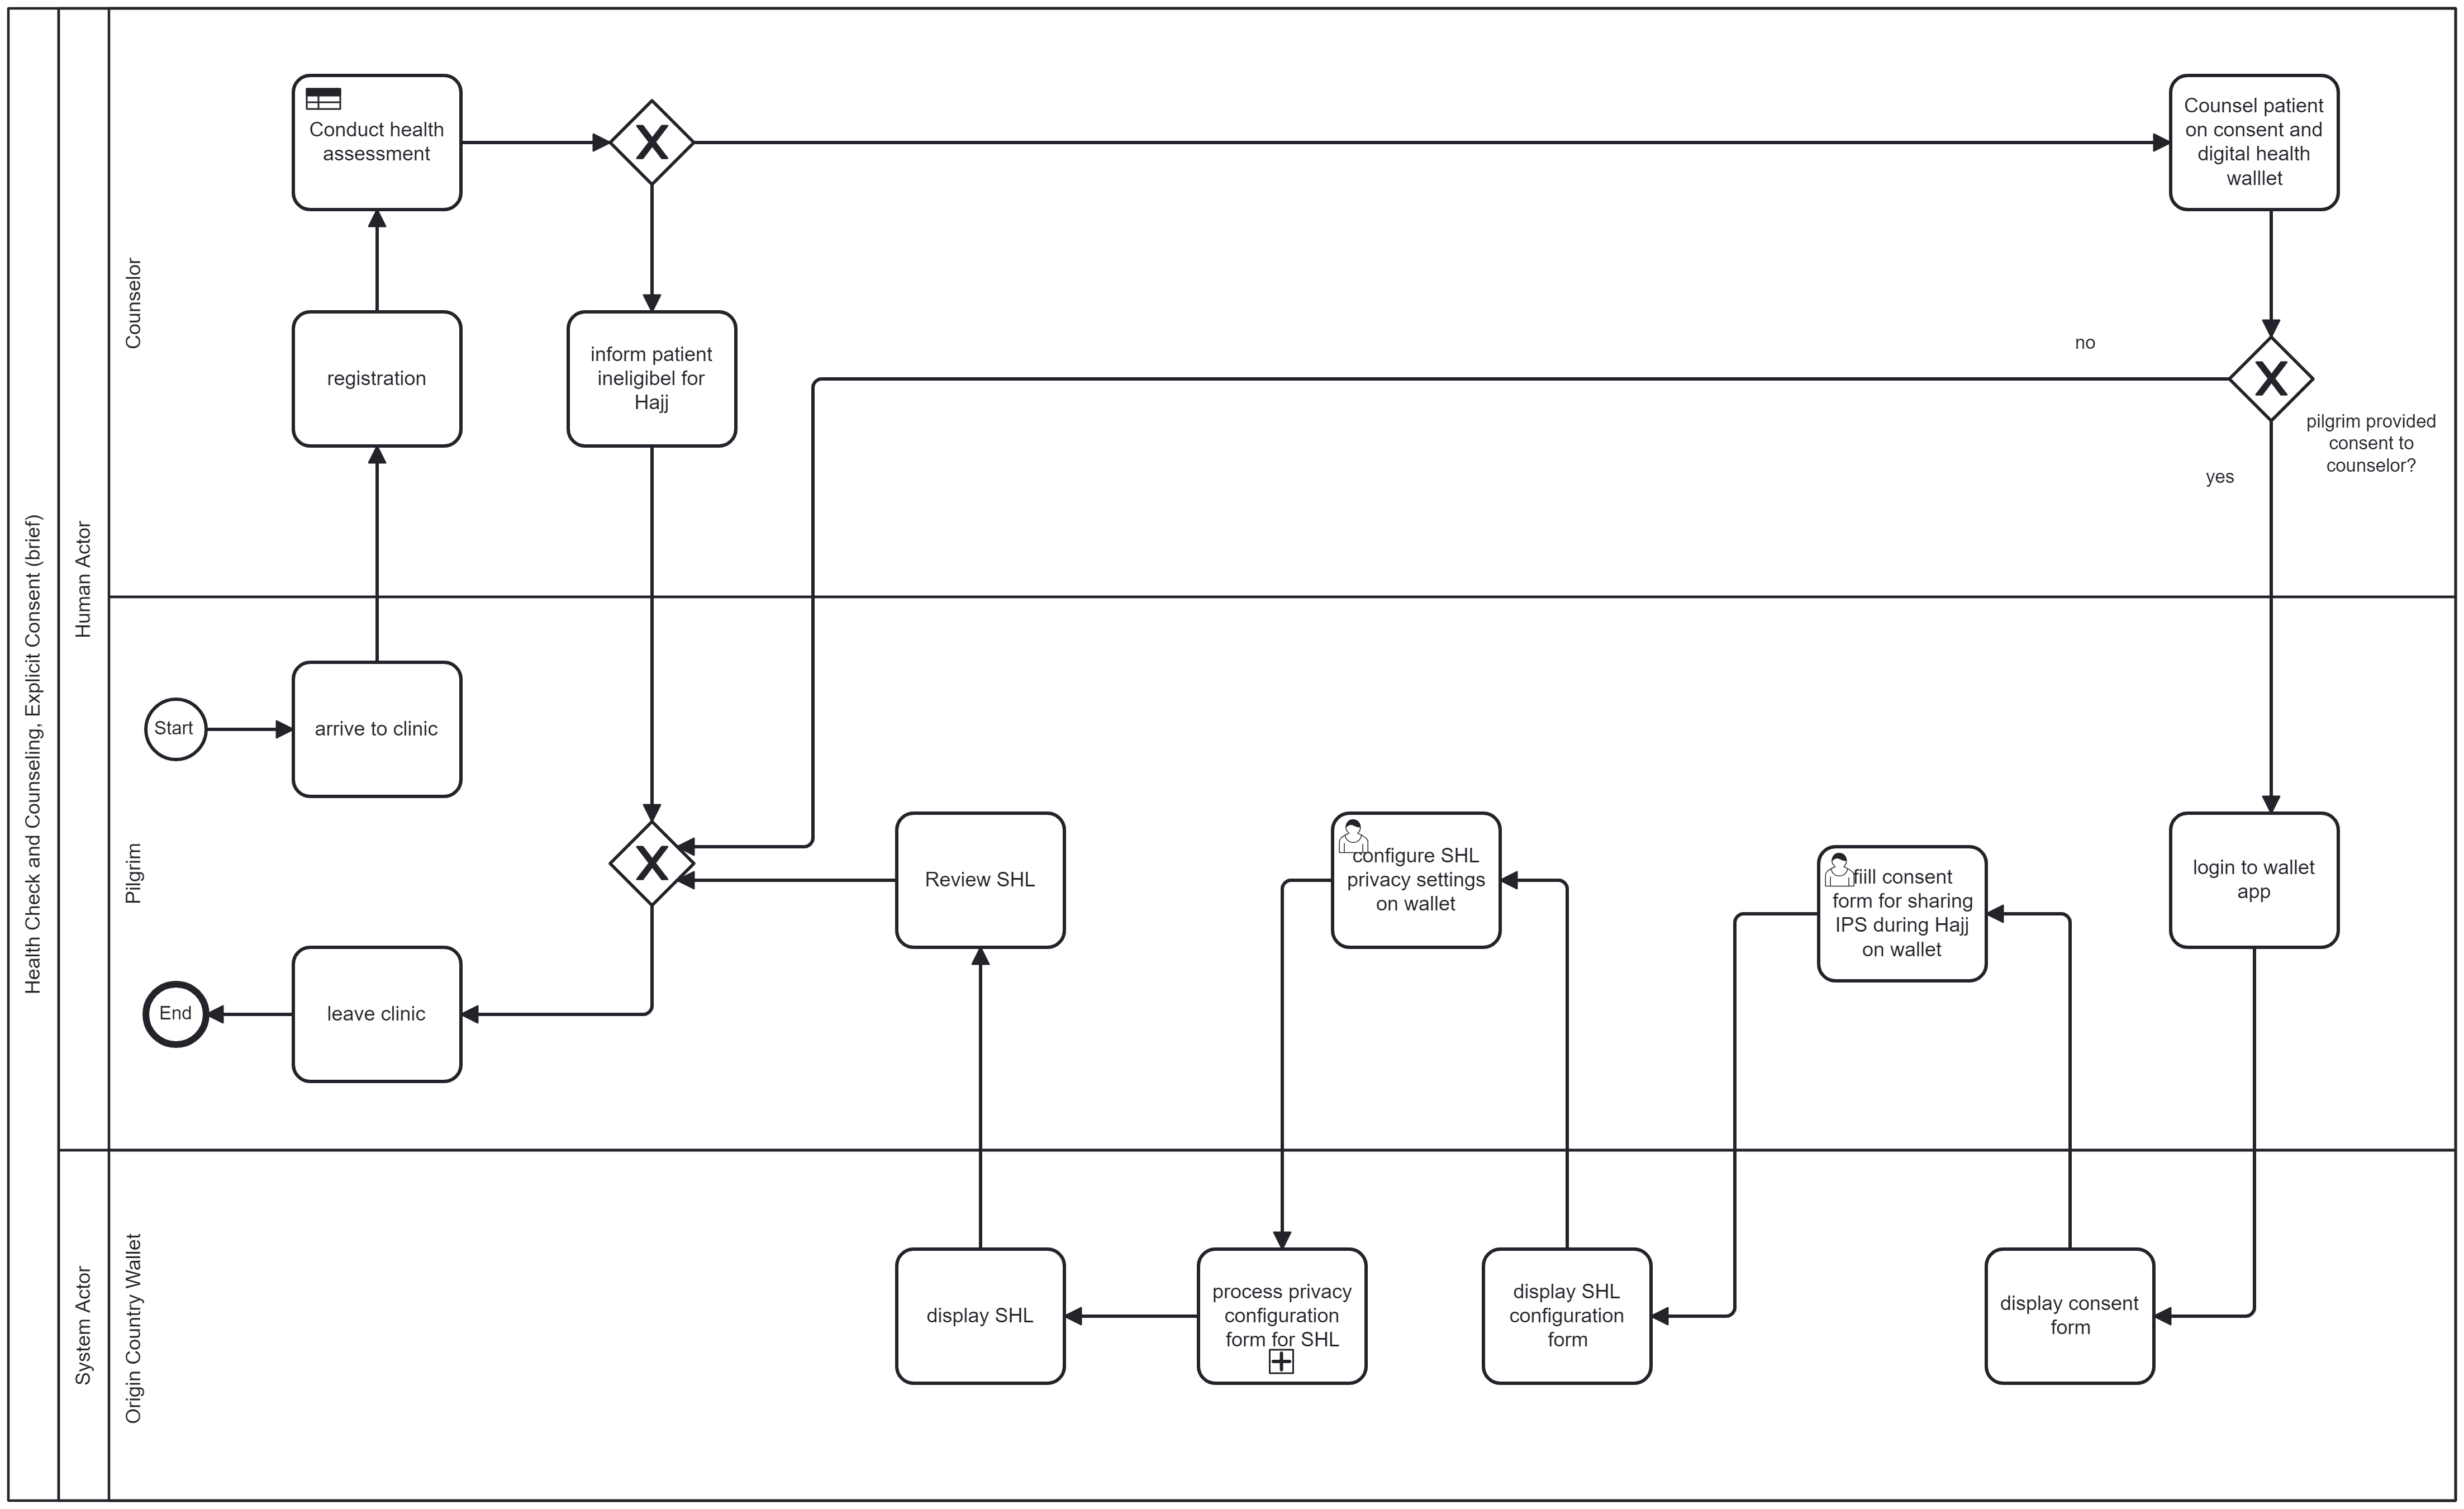 Health Check and Counseling, Explicit Consent (brief)
Human Actor
Counselor
Conduct health
assessment
Counsel patient
on consent and
digital health
walllet
registration
inform patient
ineligibel for
Hajj
no
pilgrim provided
consent to
counselor?
yes
Pilgrim
Start
arrive to clinic
Review SHL
configure SHL
privacy settings
on wallet
fiill consent
form for sharing
IPS during Hajj
on wallet
login to wallet
app
End
leave clinic
System Actor
Origin Country Wallet
display SHL
process privacy
configuration
form for SHL
display SHL
configuration
form
display consent
form